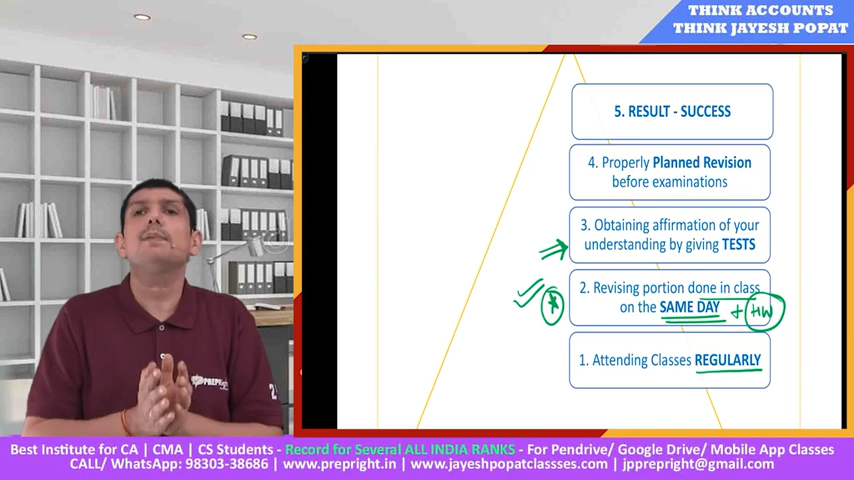 THINK ACCOUNTS
THINK JAYESH POPAT
5. RESULT - SUCCESS
4. Properly Planned Revision
before examinations
3. Obtaining affirmation of your
understanding by giving TESTS
2. Revising portion done in class
on the SAME DAY + HW
1. Attending Classes REGULARLY
PREPRight
Best Institute for CA | CMA | CS Students - Record for Several ALL INDIA RANKS - For Pendrive/ Google Drive/ Mobile App Classes
CALL/ WhatsApp: 98303-38686 | www.prepright.in | www.jayeshpopatclassses.com | jpprepright@gmail.com